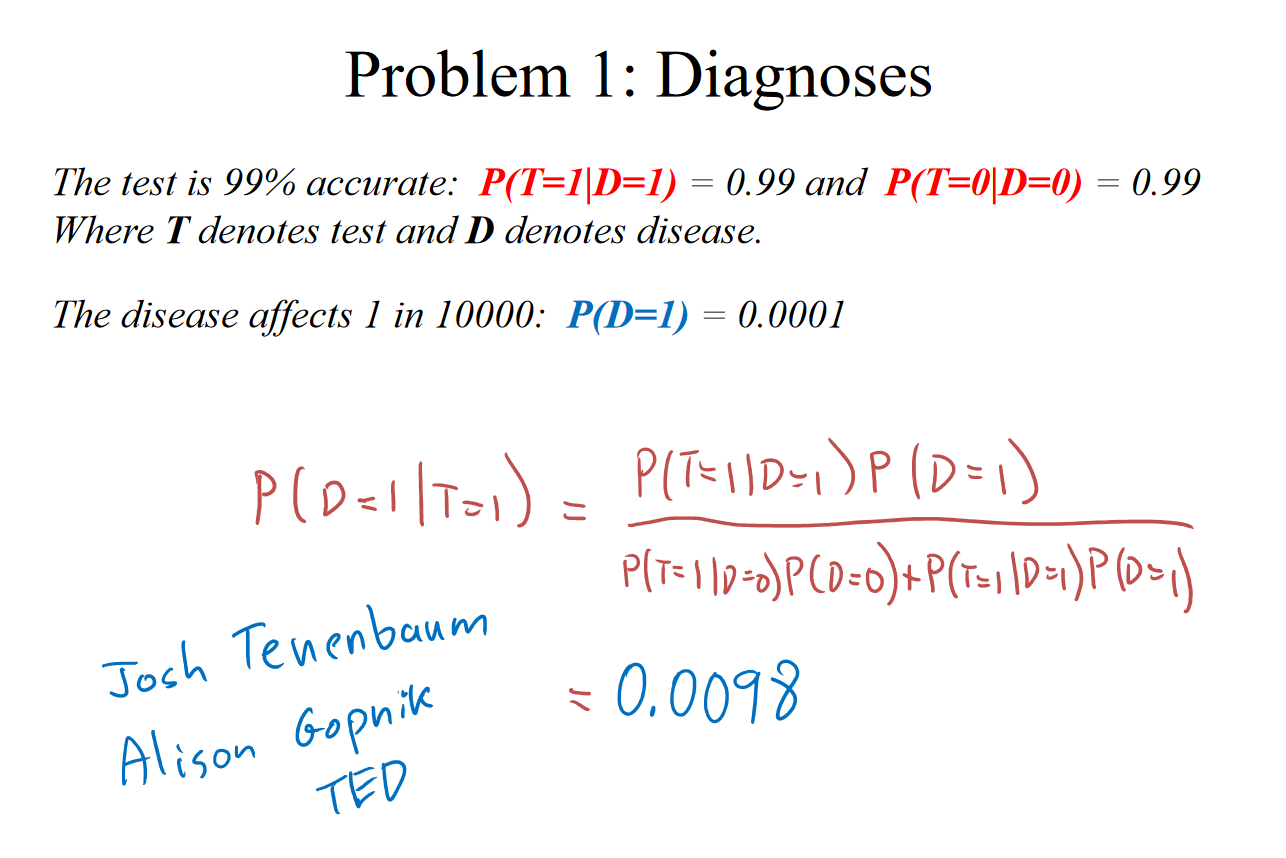 Problem 1: Diagnoses
The test is 99% accurate: P(T=1|D=1) = 0.99 and P(T=0|D=0) = 0.99
Where T denotes test and D denotes disease.
The disease affects 1 in 10000: P(D=1) = 0.0001
P(D=1|T=1) = P(T=1|D=1)P(D=1)
P(T=1|D=0)P(D=0)+P(T=1|D=1)P(D=1)
= 0.0098
Josh Tenenbaum
Alison Gopnik
TED